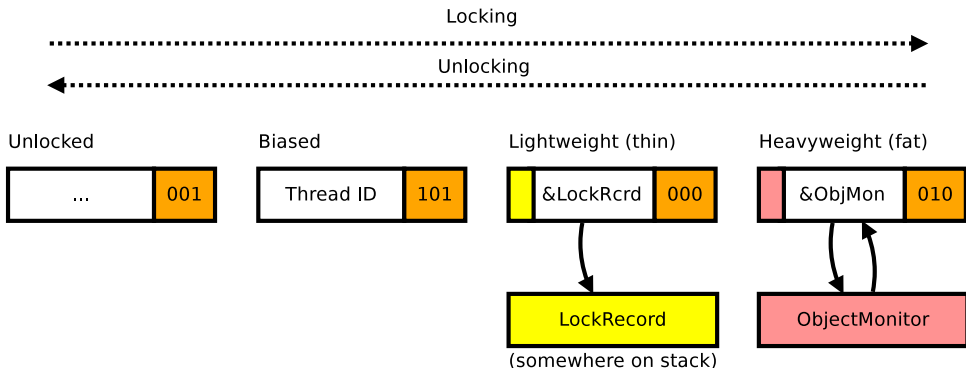 Locking
Unlocking
Unlocked
Biased
Lightweight (thin)
Heavyweight (fat)
... 001
Thread ID 101
&LockRcrd 000
&ObjMon 010
LockRecord
ObjectMonitor
(somewhere on stack)